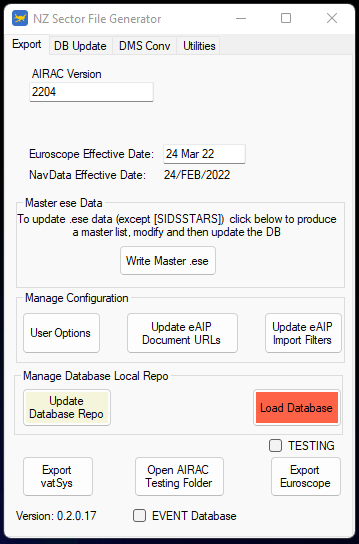 NZ Sector File Generator
Export DB Update DMS Conv Utilities
AIRAC Version
2204
Euroscope Effective Date: 24 Mar 22
NavData Effective Date: 24/FEB/2022
Master ese Data
To update .ese data (except [SIDSSTARS]) click below to produce
a master list, modify and then update the DB
Write Master .ese
Manage Configuration
User Options
Update eAIP
Document URLs
Update eAIP
Import Filters
Manage Database Local Repo
Update
Database Repo
Load Database
TESTING
Export
vatSys
Open AIRAC
Testing Folder
Export
Euroscope
Version: 0.2.0.17
EVENT Database